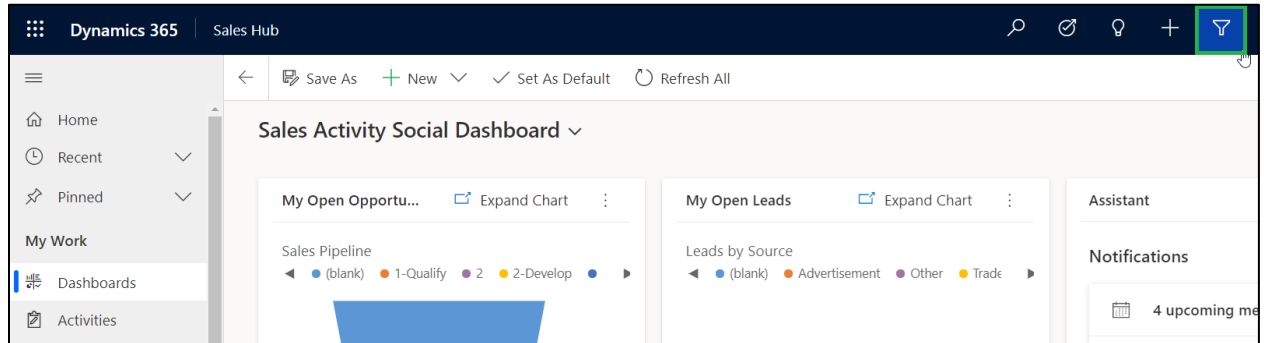 Dynamics 365 Sales Hub
Save As New Set As Default Refresh All
Home
Recent
Pinned
My Work
Dashboards
Activities
Sales Activity Social Dashboard
My Open Opportu... Expand Chart
Sales Pipeline
(blank) 1-Qualify 2 2-Develop
My Open Leads Expand Chart
Leads by Source
(blank) Advertisement Other Trade
Assistant
Notifications
4 upcoming me